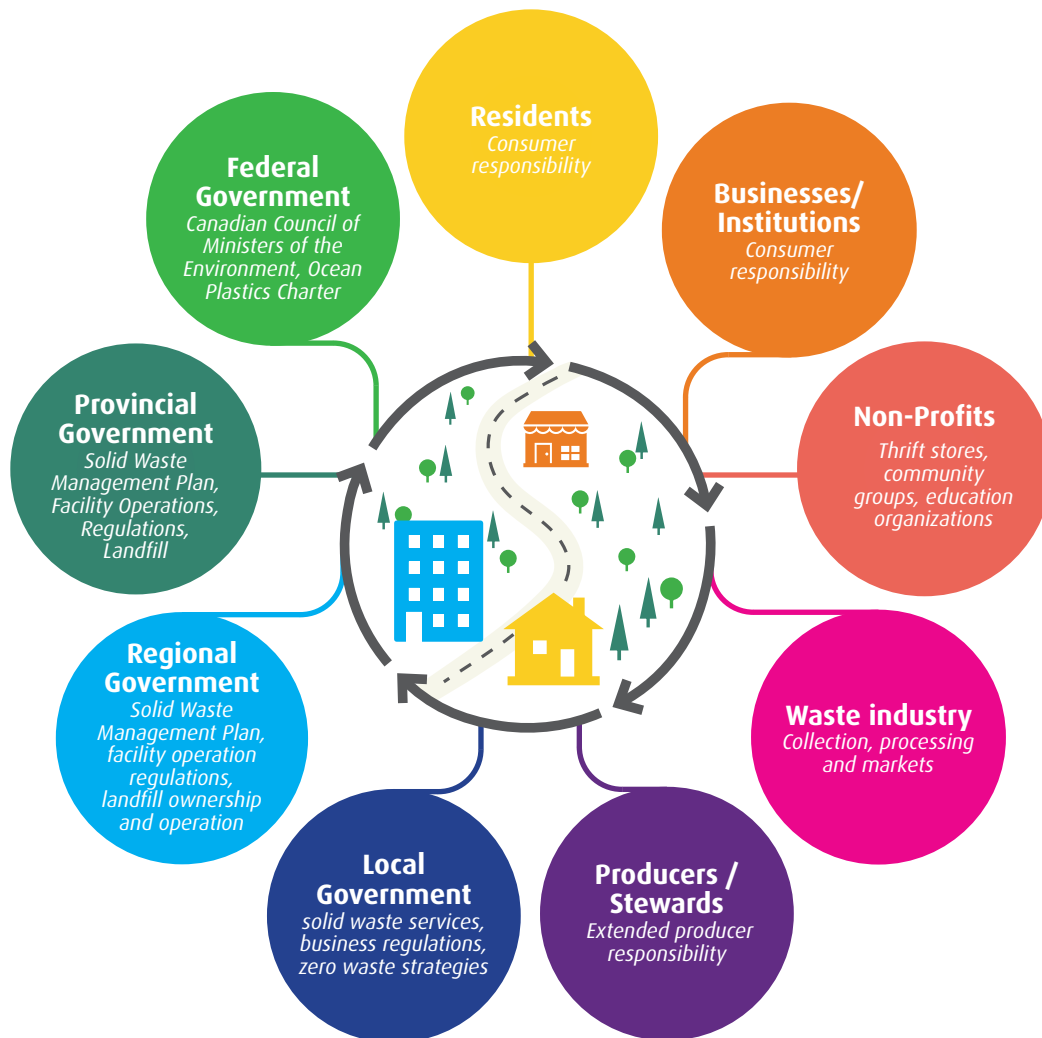 Residents
Consumer
responsibility
Businesses/
Institutions
Consumer
responsibility
Non-Profits
Thrift stores,
community
groups, education
organizations
Waste industry
Collection, processing
and markets
Producers /
Stewards
Extended producer
responsibility
Local
Government
solid waste services,
business regulations,
zero waste strategies
Regional
Government
Solid Waste
Management Plan,
facility operation
regulations,
landfill ownership
and operation
Provincial
Government
Solid Waste
Management Plan,
Facility Operations,
Regulations,
Landfill
Federal
Government
Canadian Council of
Ministers of the
Environment, Ocean
Plastics Charter